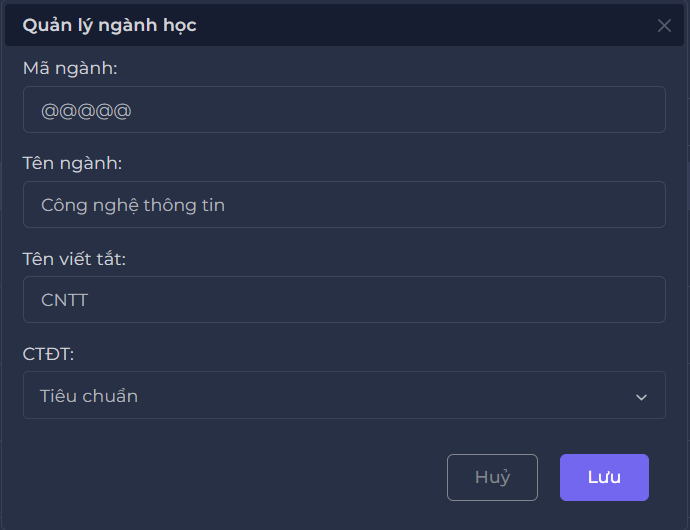 Quản lý ngành học
Mã ngành:
@@@@@
Tên ngành:
Công nghệ thông tin
Tên viết tắt:
CNTT
CTĐT:
Tiêu chuẩn
Huỷ
Lưu